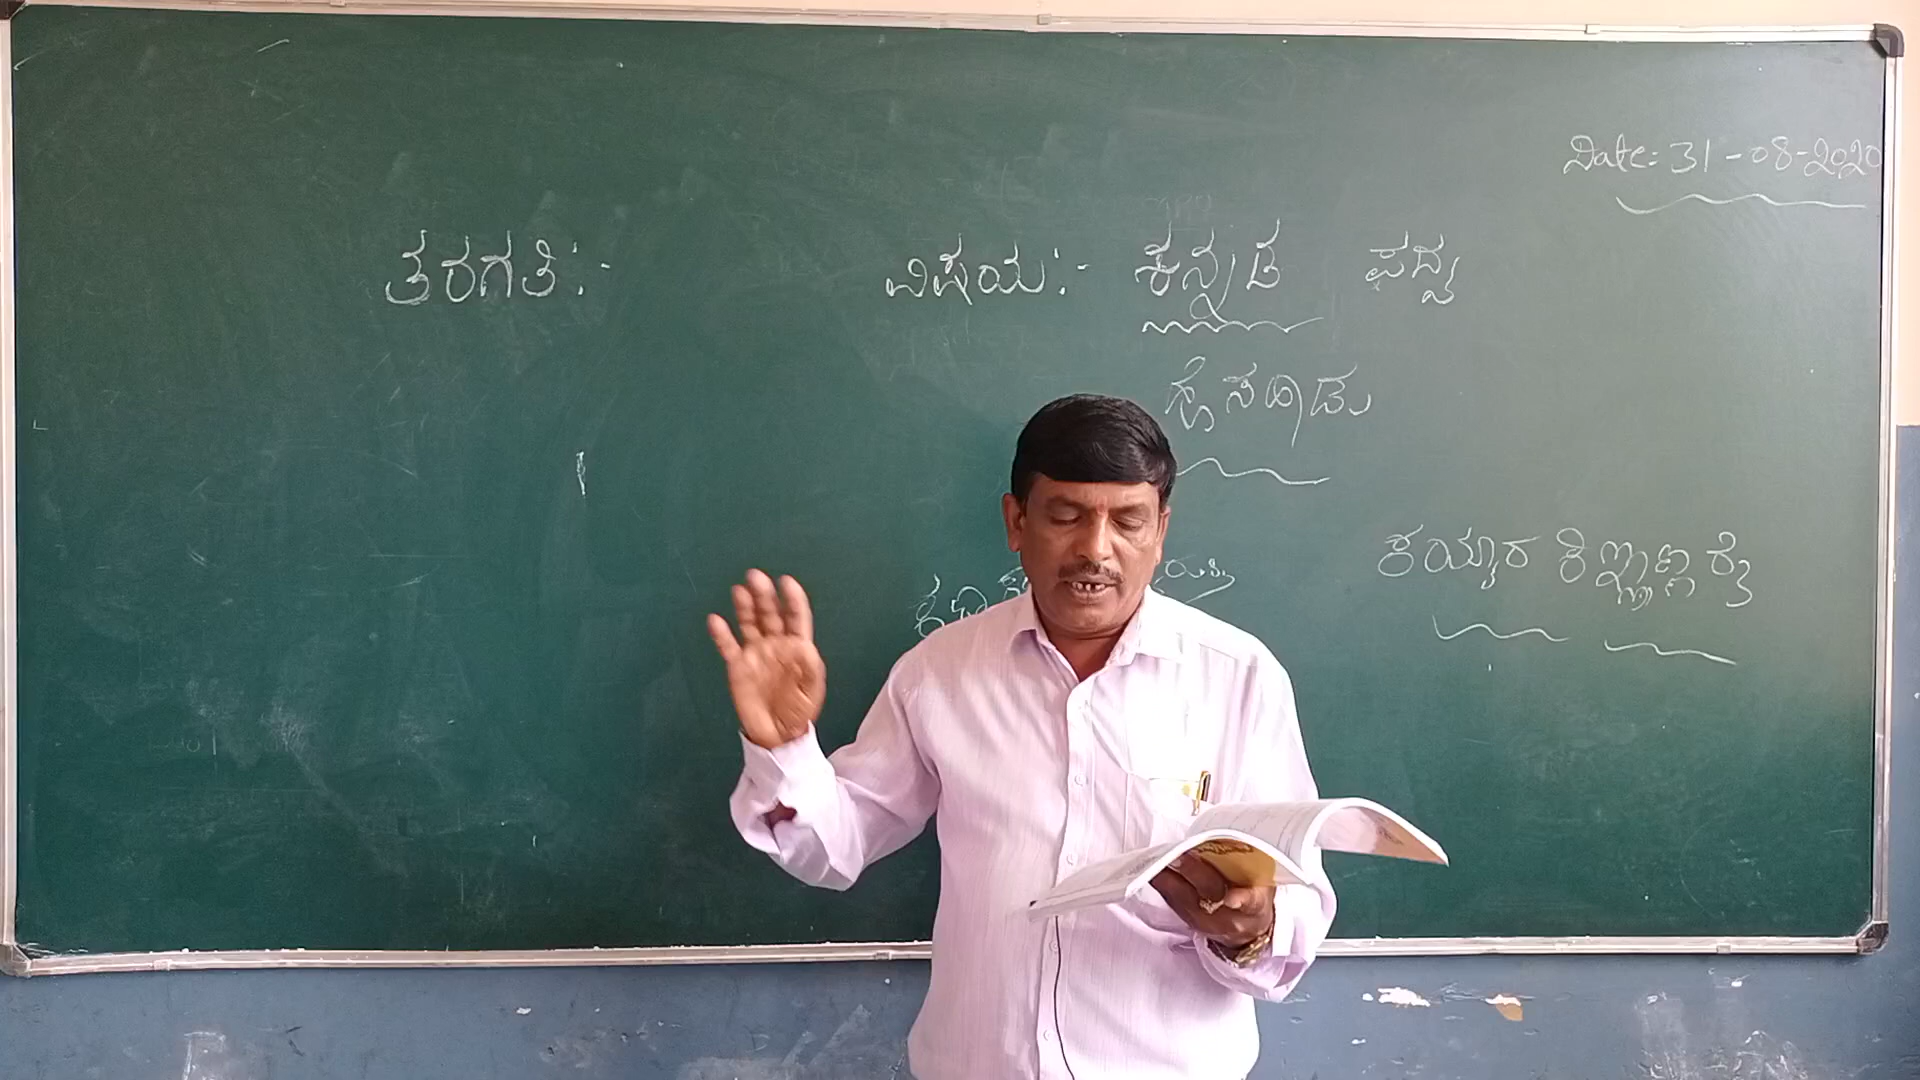 Date: 31-08-2020
ತರಗತಿ:- ವಿಷಯ:- ಕನ್ನಡ ಪದ್ಯ
ಹೊಸಹಾಡು
ಕಯ್ಯಾರ ಕಿಞ್ಞಣ್ಣ ರೈ